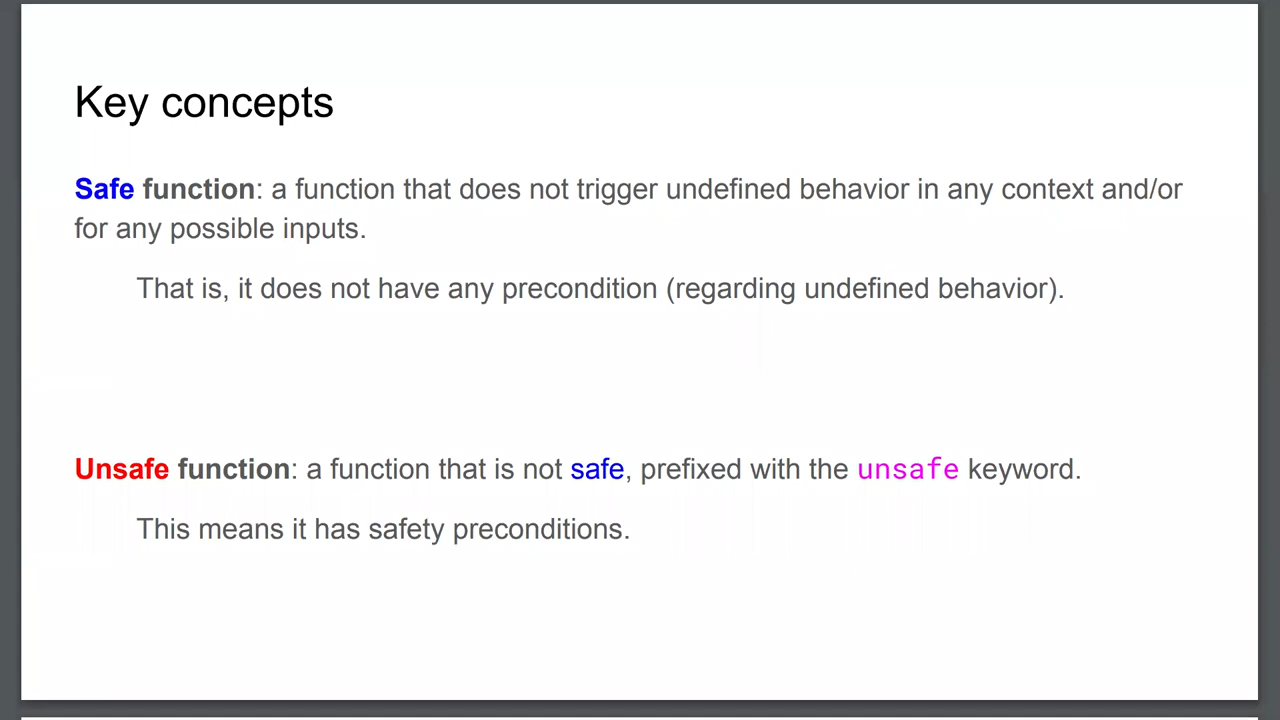 Key concepts
Safe function: a function that does not trigger undefined behavior in any context and/or
for any possible inputs.
That is, it does not have any precondition (regarding undefined behavior).
Unsafe function: a function that is not safe, prefixed with the unsafe keyword.
This means it has safety preconditions.